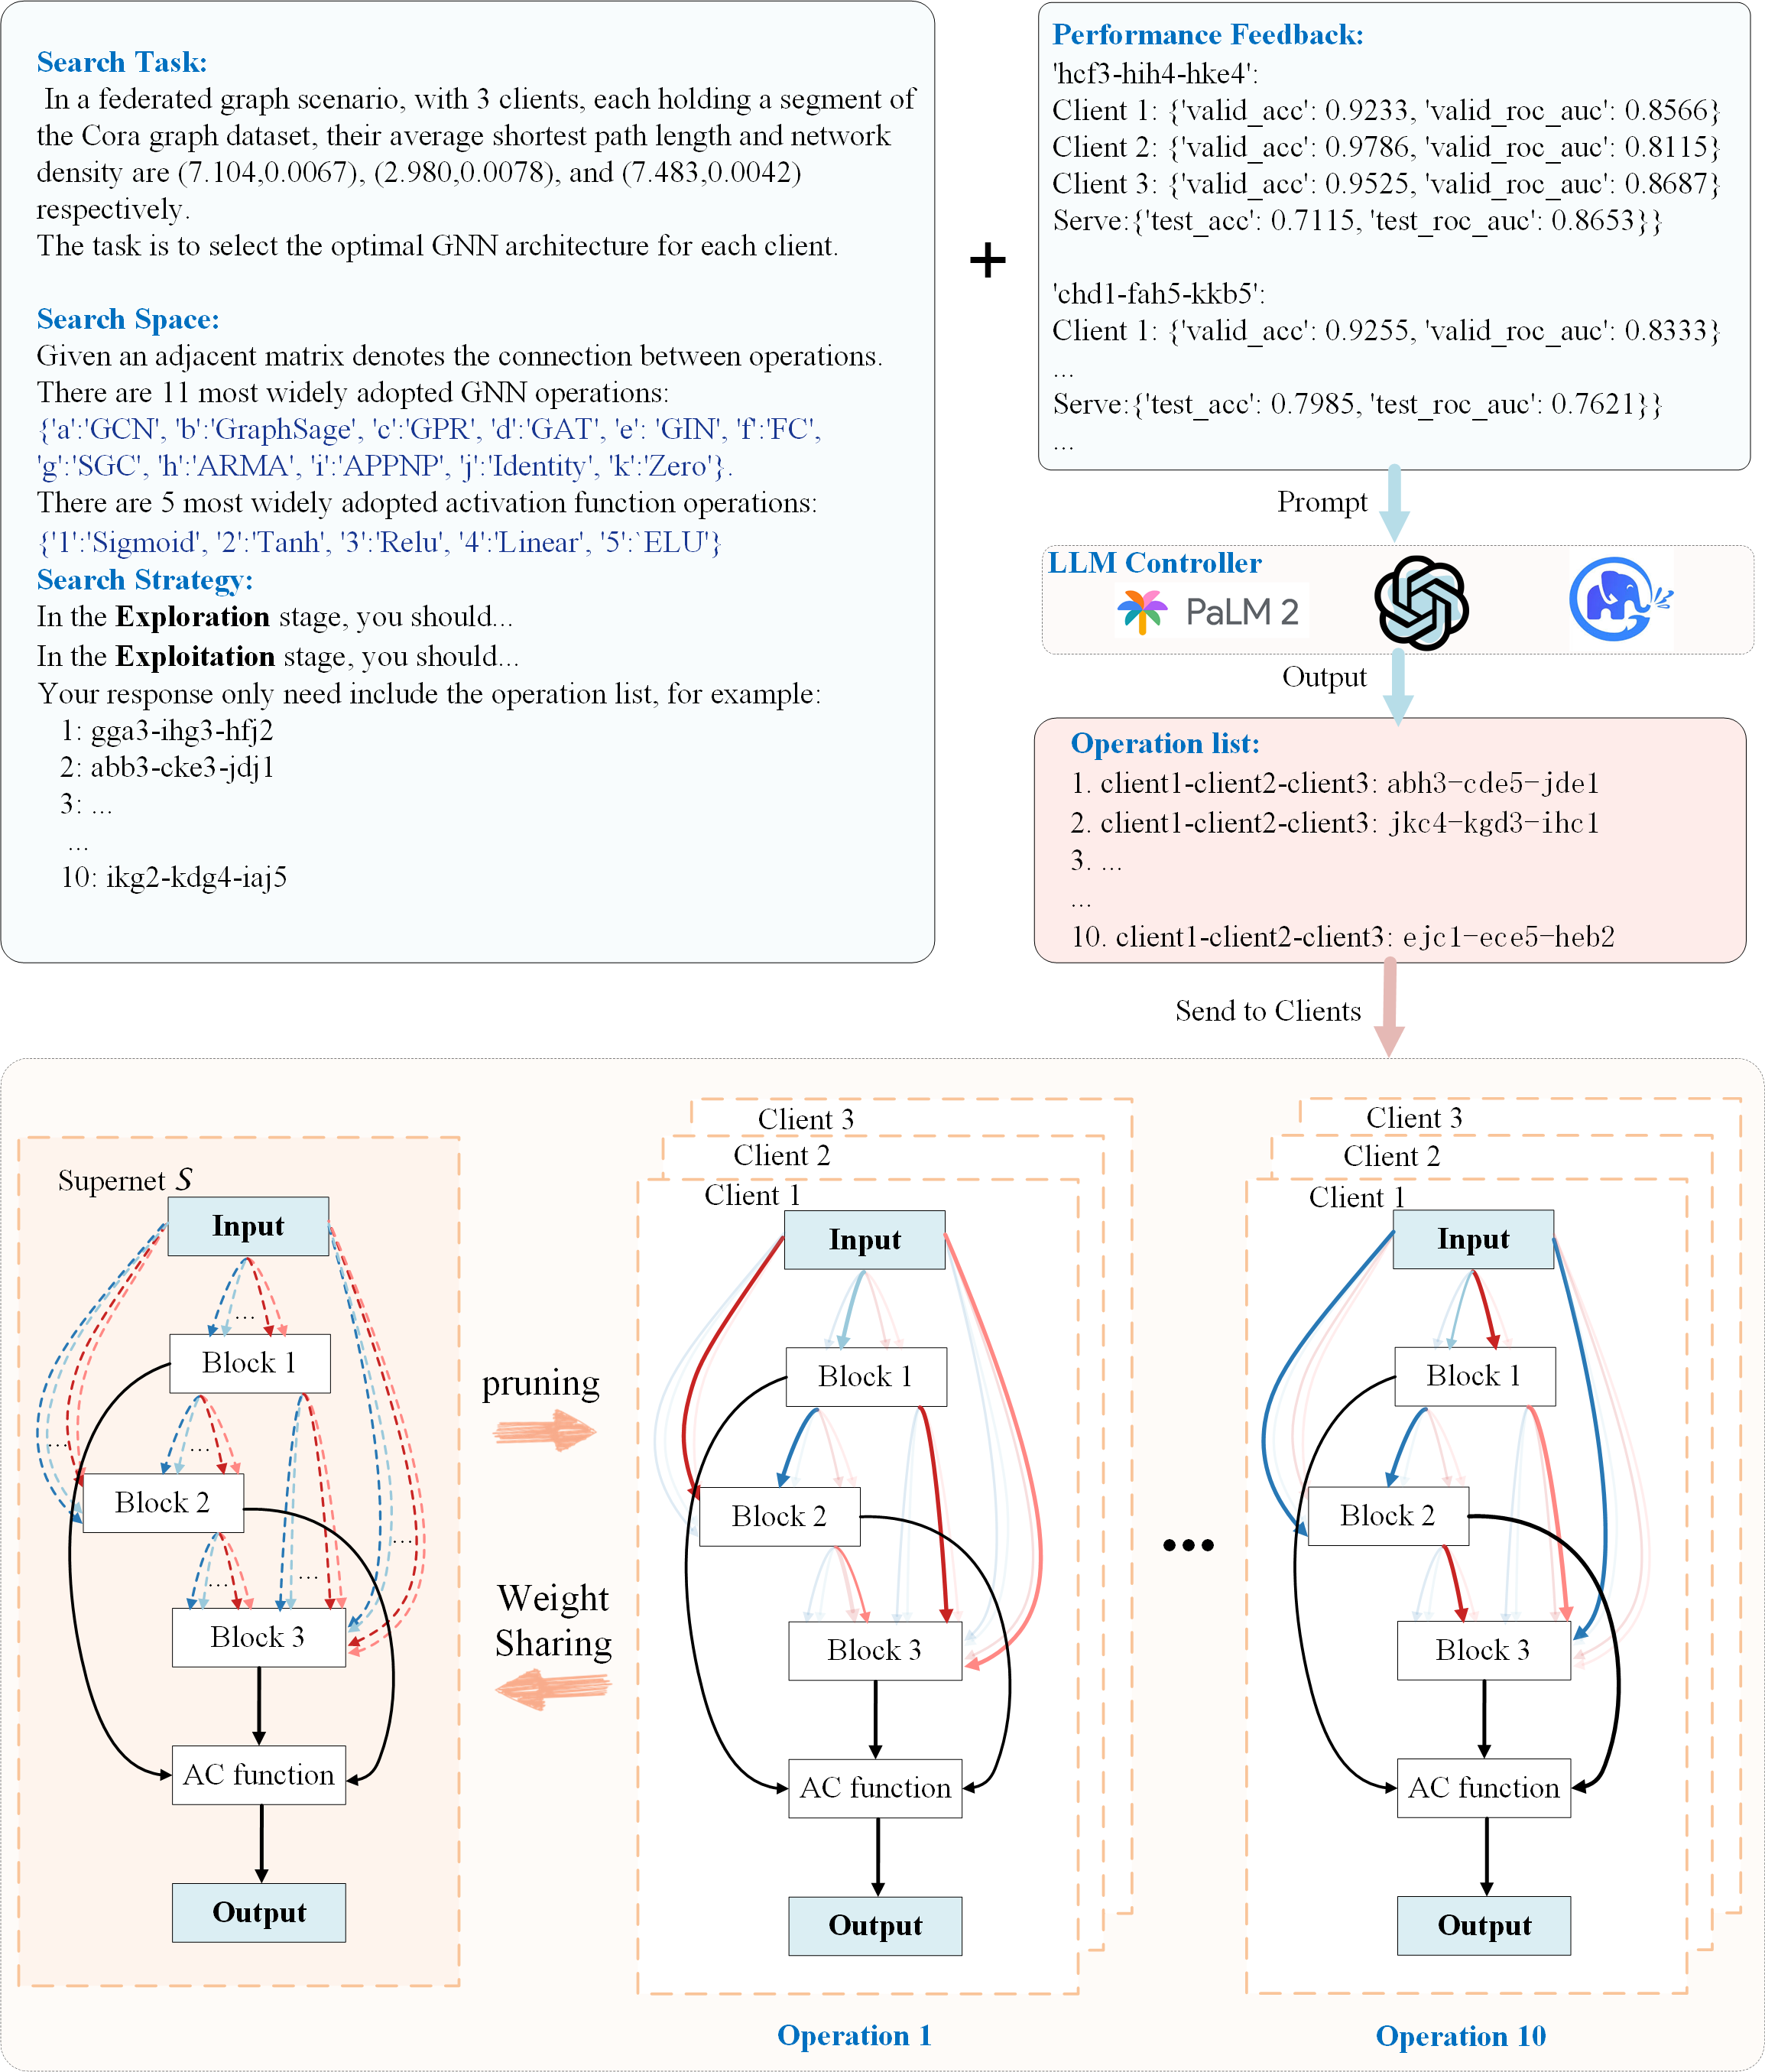 Search Task:
In a federated graph scenario, with 3 clients, each holding a segment of
the Cora graph dataset, their average shortest path length and network
density are (7.104,0.0067), (2.980,0.0078), and (7.483,0.0042)
respectively.
The task is to select the optimal GNN architecture for each client.
Search Space:
Given an adjacent matrix denotes the connection between operations.
There are 11 most widely adopted GNN operations:
{'a':'GCN', 'b':'GraphSage', 'c':'GPR', 'd':'GAT', 'e': 'GIN', 'f':'FC',
'g':'SGC', 'h':'ARMA', 'i':'APPNP', 'j':'Identity', 'k':'Zero'}.
There are 5 most widely adopted activation function operations:
{'1':'Sigmoid', '2':'Tanh', '3':'Relu', '4':'Linear', '5':`ELU'}
Search Strategy:
In the Exploration stage, you should...
In the Exploitation stage, you should...
Your response only need include the operation list, for example:
1: gga3-ihg3-hfj2
2: abb3-cke3-jdj1
3: ...
...
10: ikg2-kdg4-iaj5
+
Performance Feedback:
'hcf3-hih4-hke4':
Client 1: {'valid_acc': 0.9233, 'valid_roc_auc': 0.8566}
Client 2: {'valid_acc': 0.9786, 'valid_roc_auc': 0.8115}
Client 3: {'valid_acc': 0.9525, 'valid_roc_auc': 0.8687}
Serve:{'test_acc': 0.7115, 'test_roc_auc': 0.8653}}
'chd1-fah5-kkb5':
Client 1: {'valid_acc': 0.9255, 'valid_roc_auc': 0.8333}
...
Serve:{'test_acc': 0.7985, 'test_roc_auc': 0.7621}}
...
Prompt
LLM Controller
PaLM 2
Output
Operation list:
1. client1-client2-client3: abh3-cde5-jde1
2. client1-client2-client3: jkc4-kgd3-ihc1
3. ...
...
10. client1-client2-client3: ejc1-ece5-heb2
Send to Clients
Supernet S
Input
...
Block 1
...
...
Block 2
...
...
...
Block 3
AC function
Output
pruning
Weight
Sharing
Client 3
Client 2
Client 1
Input
Block 1
Block 2
Block 3
AC function
Output
Operation 1
...
Client 3
Client 2
Client 1
Input
Block 1
Block 2
Block 3
AC function
Output
Operation 10